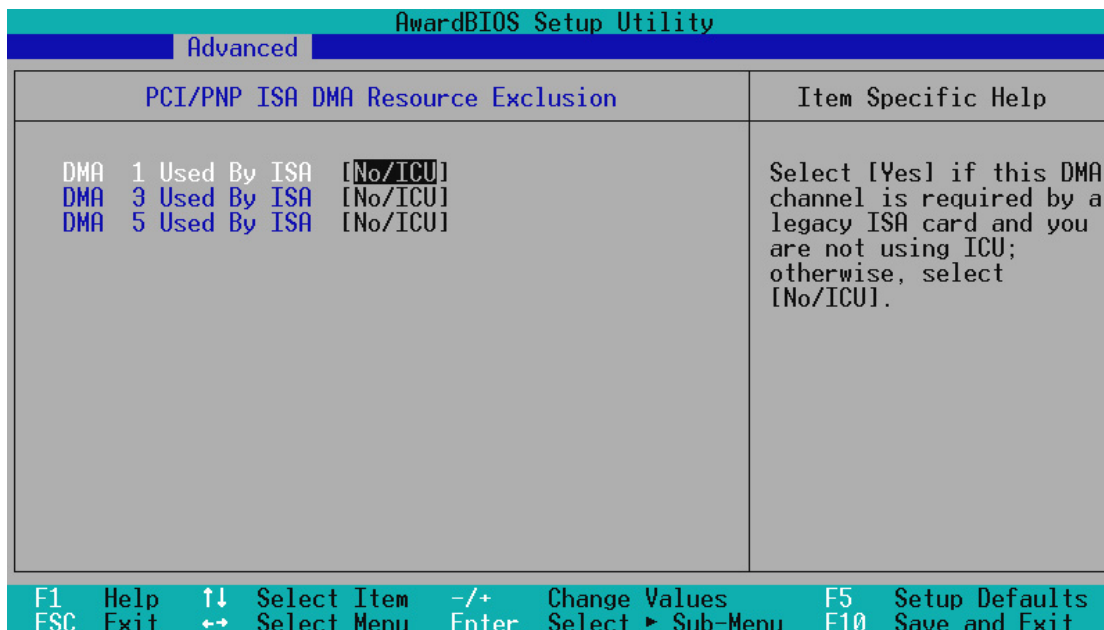 AwardBIOS Setup Utility
Advanced
PCI/PNP ISA DMA Resource Exclusion
DMA 1 Used By ISA [No/ICU]
DMA 3 Used By ISA [No/ICU]
DMA 5 Used By ISA [No/ICU]
Item Specific Help
Select [Yes] if this DMA
channel is required by a
legacy ISA card and you
are not using ICU;
otherwise, select
[No/ICU].
F1 Help ↑↓ Select Item -/+ Change Values F5 Setup Defaults
ESC Exit ←→ Select Menu Enter Select ► Sub-Menu F10 Save and Exit